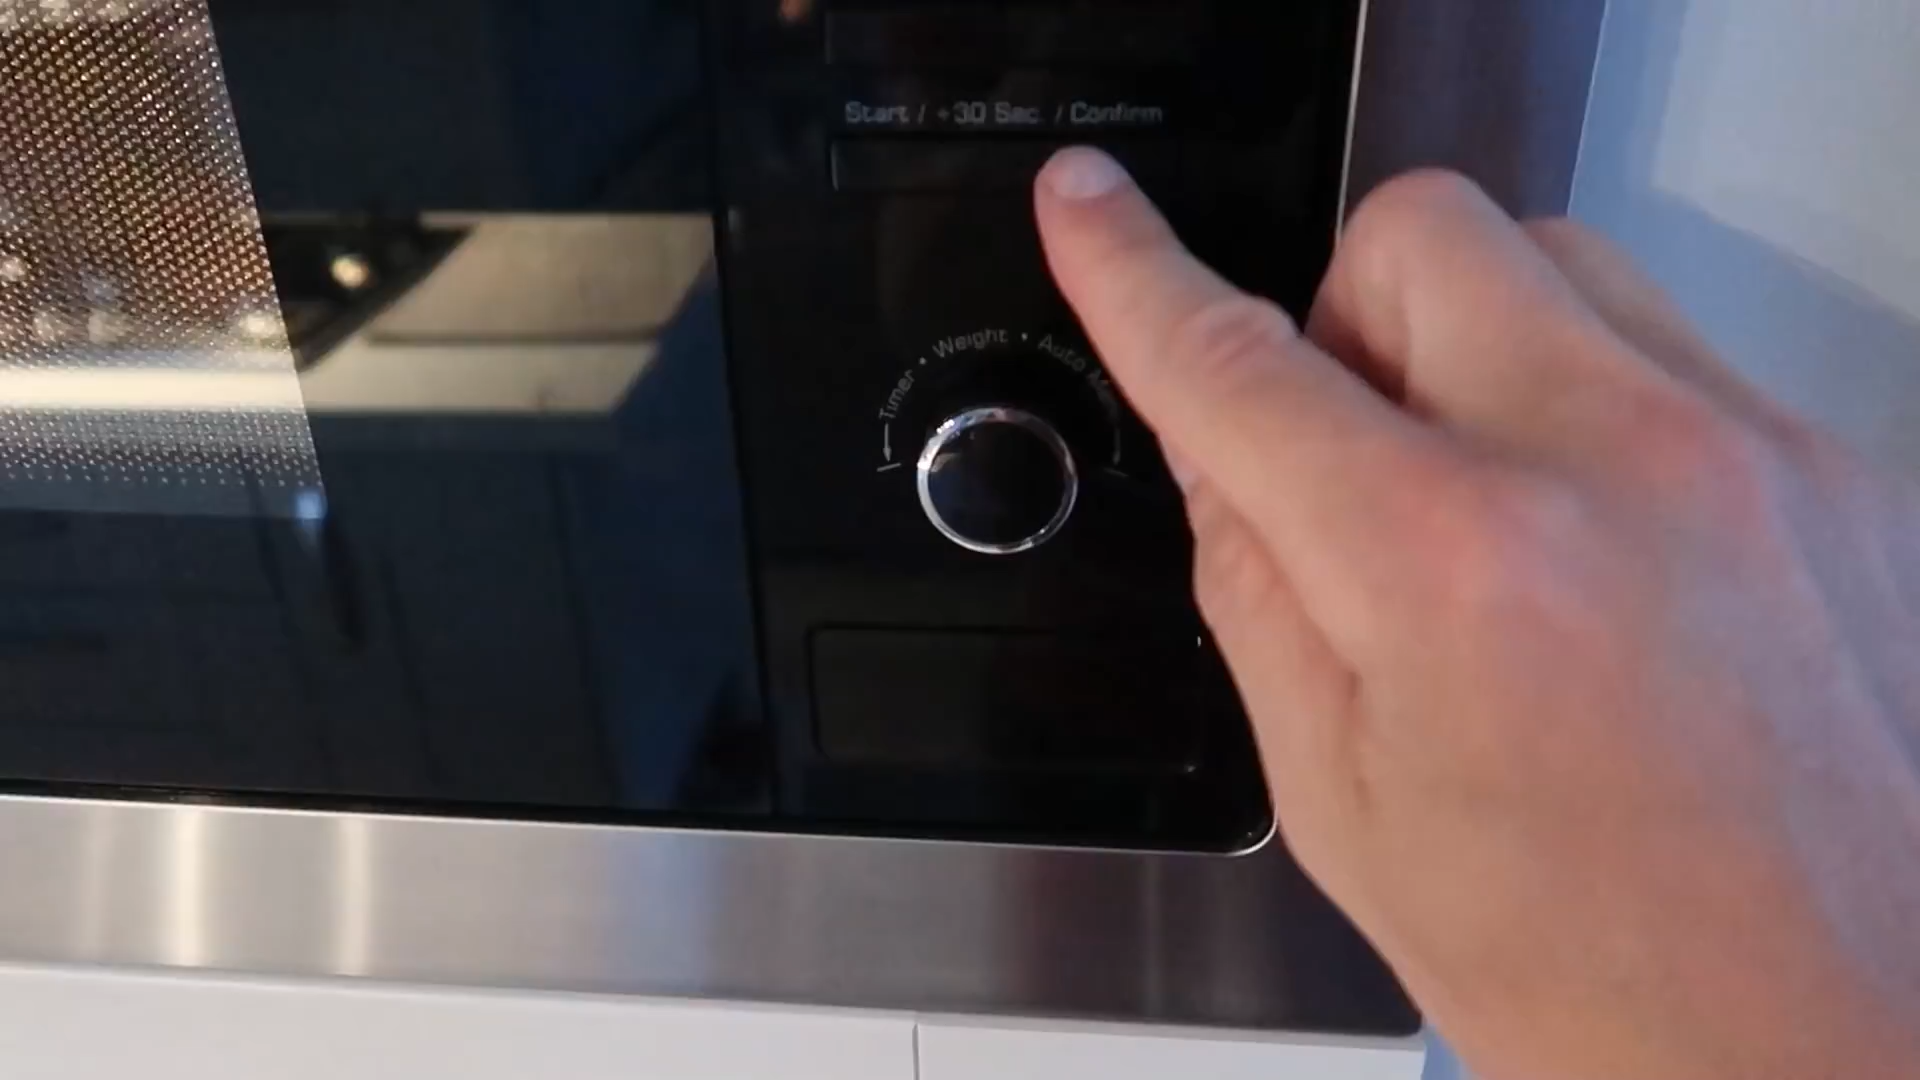 Start / +30 Sec. / Confirm
Timer • Weight • Auto